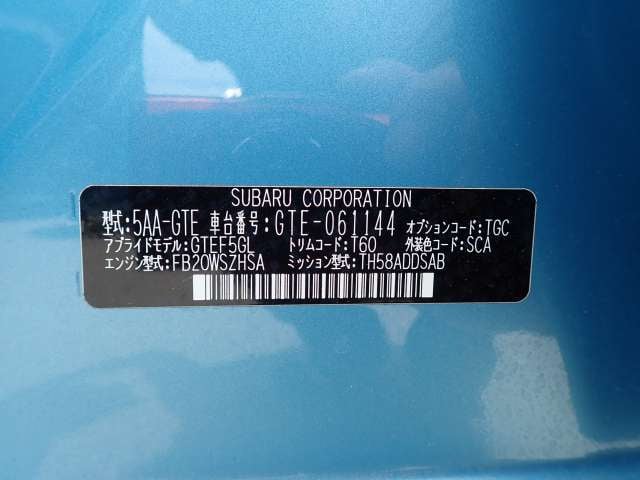 SUBARU CORPORATION
型式:5AA-GTE 車台番号:GTE-061144 オプションコード:TGC
アプライドモデル:GTEF5GL トリムコード:T60 外装色コード:SCA
エンジン型式:FB20WSZHSA ミッション型式:TH58ADDSAB